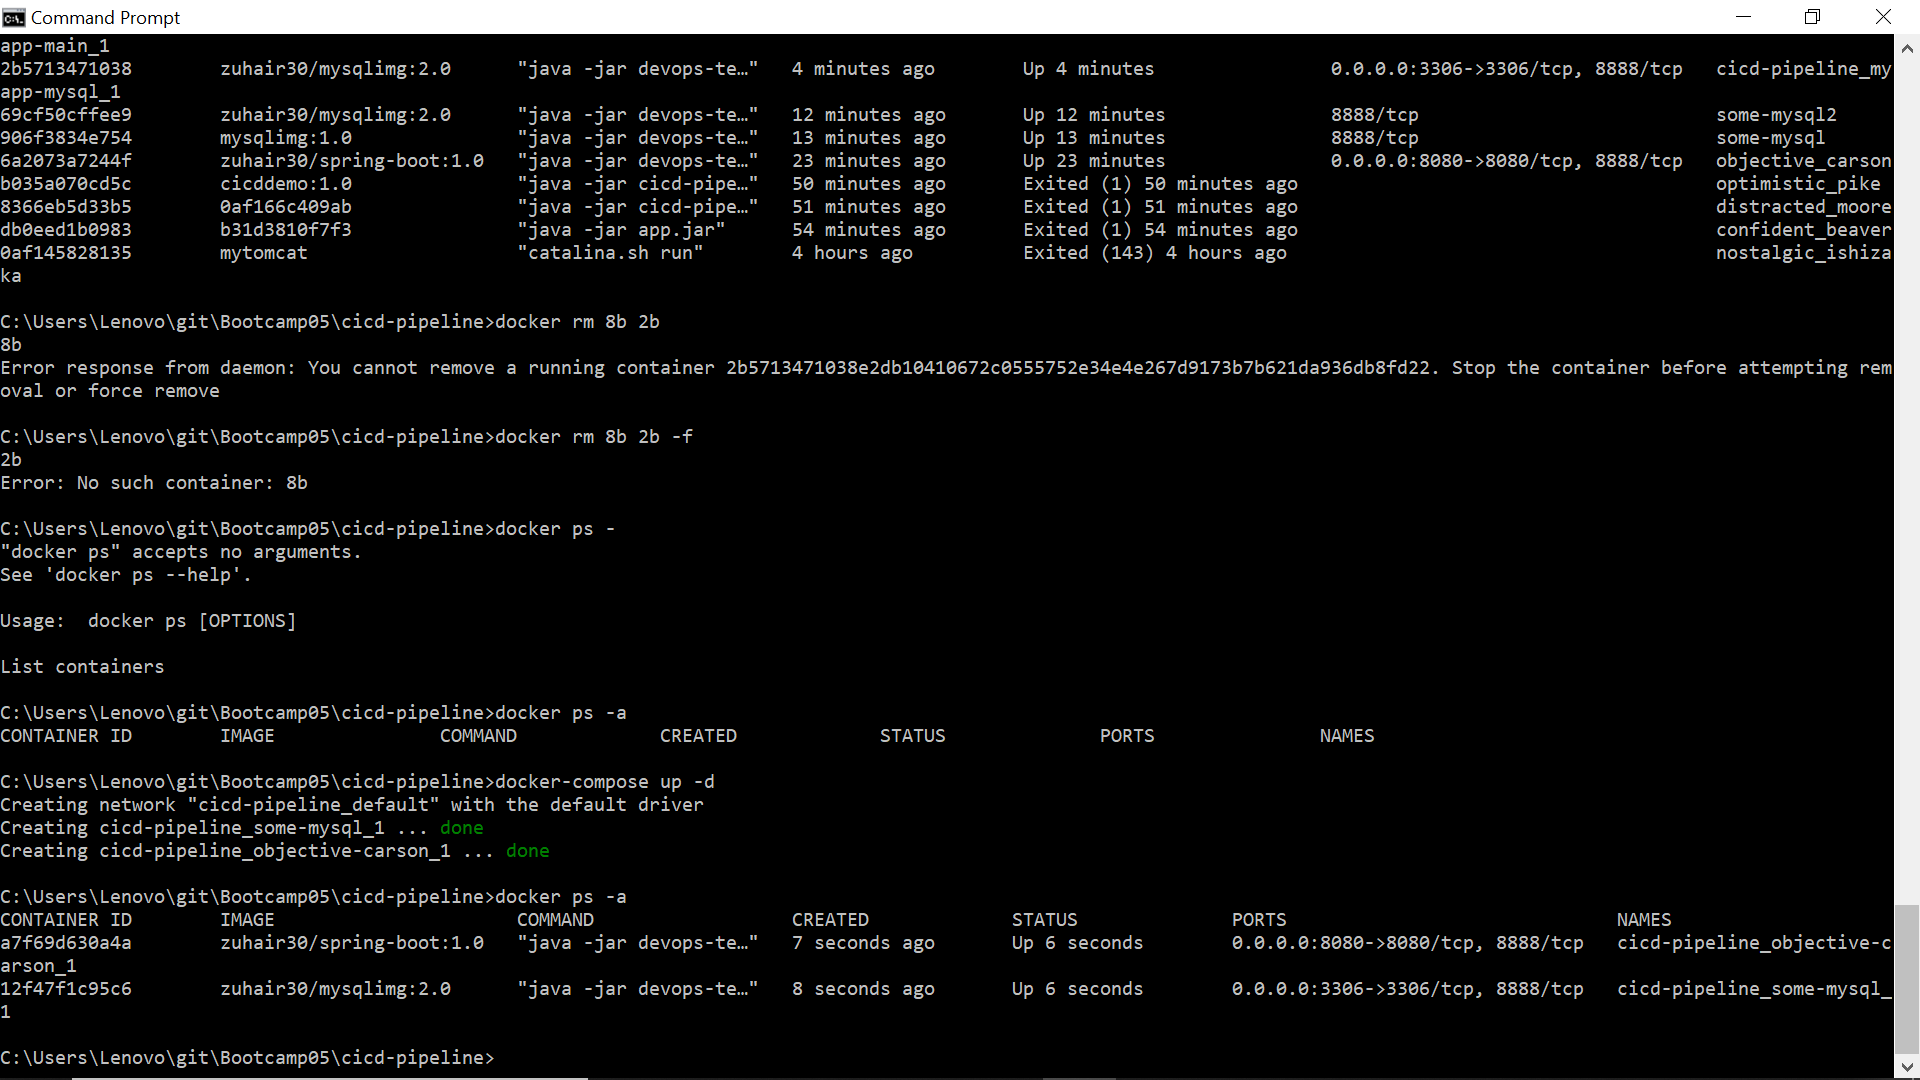 Command Prompt
app-main_1
2b5713471038        zuhair30/mysqlimg:2.0      "java -jar devops-te…"   4 minutes ago        Up 4 minutes                0.0.0.0:3306->3306/tcp, 8888/tcp   cicd-pipeline_my
app-mysql_1
69cf50cffee9        zuhair30/mysqlimg:2.0      "java -jar devops-te…"   12 minutes ago       Up 12 minutes               8888/tcp                           some-mysql2
906f3834e754        mysqlimg:1.0               "java -jar devops-te…"   13 minutes ago       Up 13 minutes               8888/tcp                           some-mysql
6a2073a7244f        zuhair30/spring-boot:1.0   "java -jar devops-te…"   23 minutes ago       Up 23 minutes               0.0.0.0:8080->8080/tcp, 8888/tcp   objective_carson
b035a070cd5c        cicddemo:1.0               "java -jar cicd-pipe…"   50 minutes ago       Exited (1) 50 minutes ago                                      optimistic_pike
8366eb5d33b5        0af166c409ab               "java -jar cicd-pipe…"   51 minutes ago       Exited (1) 51 minutes ago                                      distracted_moore
db0eed1b0983        b31d3810f7f3               "java -jar app.jar"      54 minutes ago       Exited (1) 54 minutes ago                                      confident_beaver
0af145828135        mytomcat                   "catalina.sh run"        4 hours ago          Exited (143) 4 hours ago                                       nostalgic_ishiza
ka
C:\Users\Lenovo\git\Bootcamp05\cicd-pipeline>docker rm 8b 2b
8b
Error response from daemon: You cannot remove a running container 2b5713471038e2db10410672c0555752e34e4e267d9173b7b621da936db8fd22. Stop the container before attempting rem
oval or force remove
C:\Users\Lenovo\git\Bootcamp05\cicd-pipeline>docker rm 8b 2b -f
2b
Error: No such container: 8b
C:\Users\Lenovo\git\Bootcamp05\cicd-pipeline>docker ps -
"docker ps" accepts no arguments.
See 'docker ps --help'.
Usage:  docker ps [OPTIONS]
List containers
C:\Users\Lenovo\git\Bootcamp05\cicd-pipeline>docker ps -a
CONTAINER ID        IMAGE               COMMAND             CREATED             STATUS              PORTS               NAMES
C:\Users\Lenovo\git\Bootcamp05\cicd-pipeline>docker-compose up -d
Creating network "cicd-pipeline_default" with the default driver
Creating cicd-pipeline_some-mysql_1 ... done
Creating cicd-pipeline_objective-carson_1 ... done
C:\Users\Lenovo\git\Bootcamp05\cicd-pipeline>docker ps -a
CONTAINER ID        IMAGE                      COMMAND                  CREATED             STATUS              PORTS                              NAMES
a7f69d630a4a        zuhair30/spring-boot:1.0   "java -jar devops-te…"   7 seconds ago       Up 6 seconds        0.0.0.0:8080->8080/tcp, 8888/tcp   cicd-pipeline_objective-c
arson_1
12f47f1c95c6        zuhair30/mysqlimg:2.0      "java -jar devops-te…"   8 seconds ago       Up 6 seconds        0.0.0.0:3306->3306/tcp, 8888/tcp   cicd-pipeline_some-mysql_
1
C:\Users\Lenovo\git\Bootcamp05\cicd-pipeline>